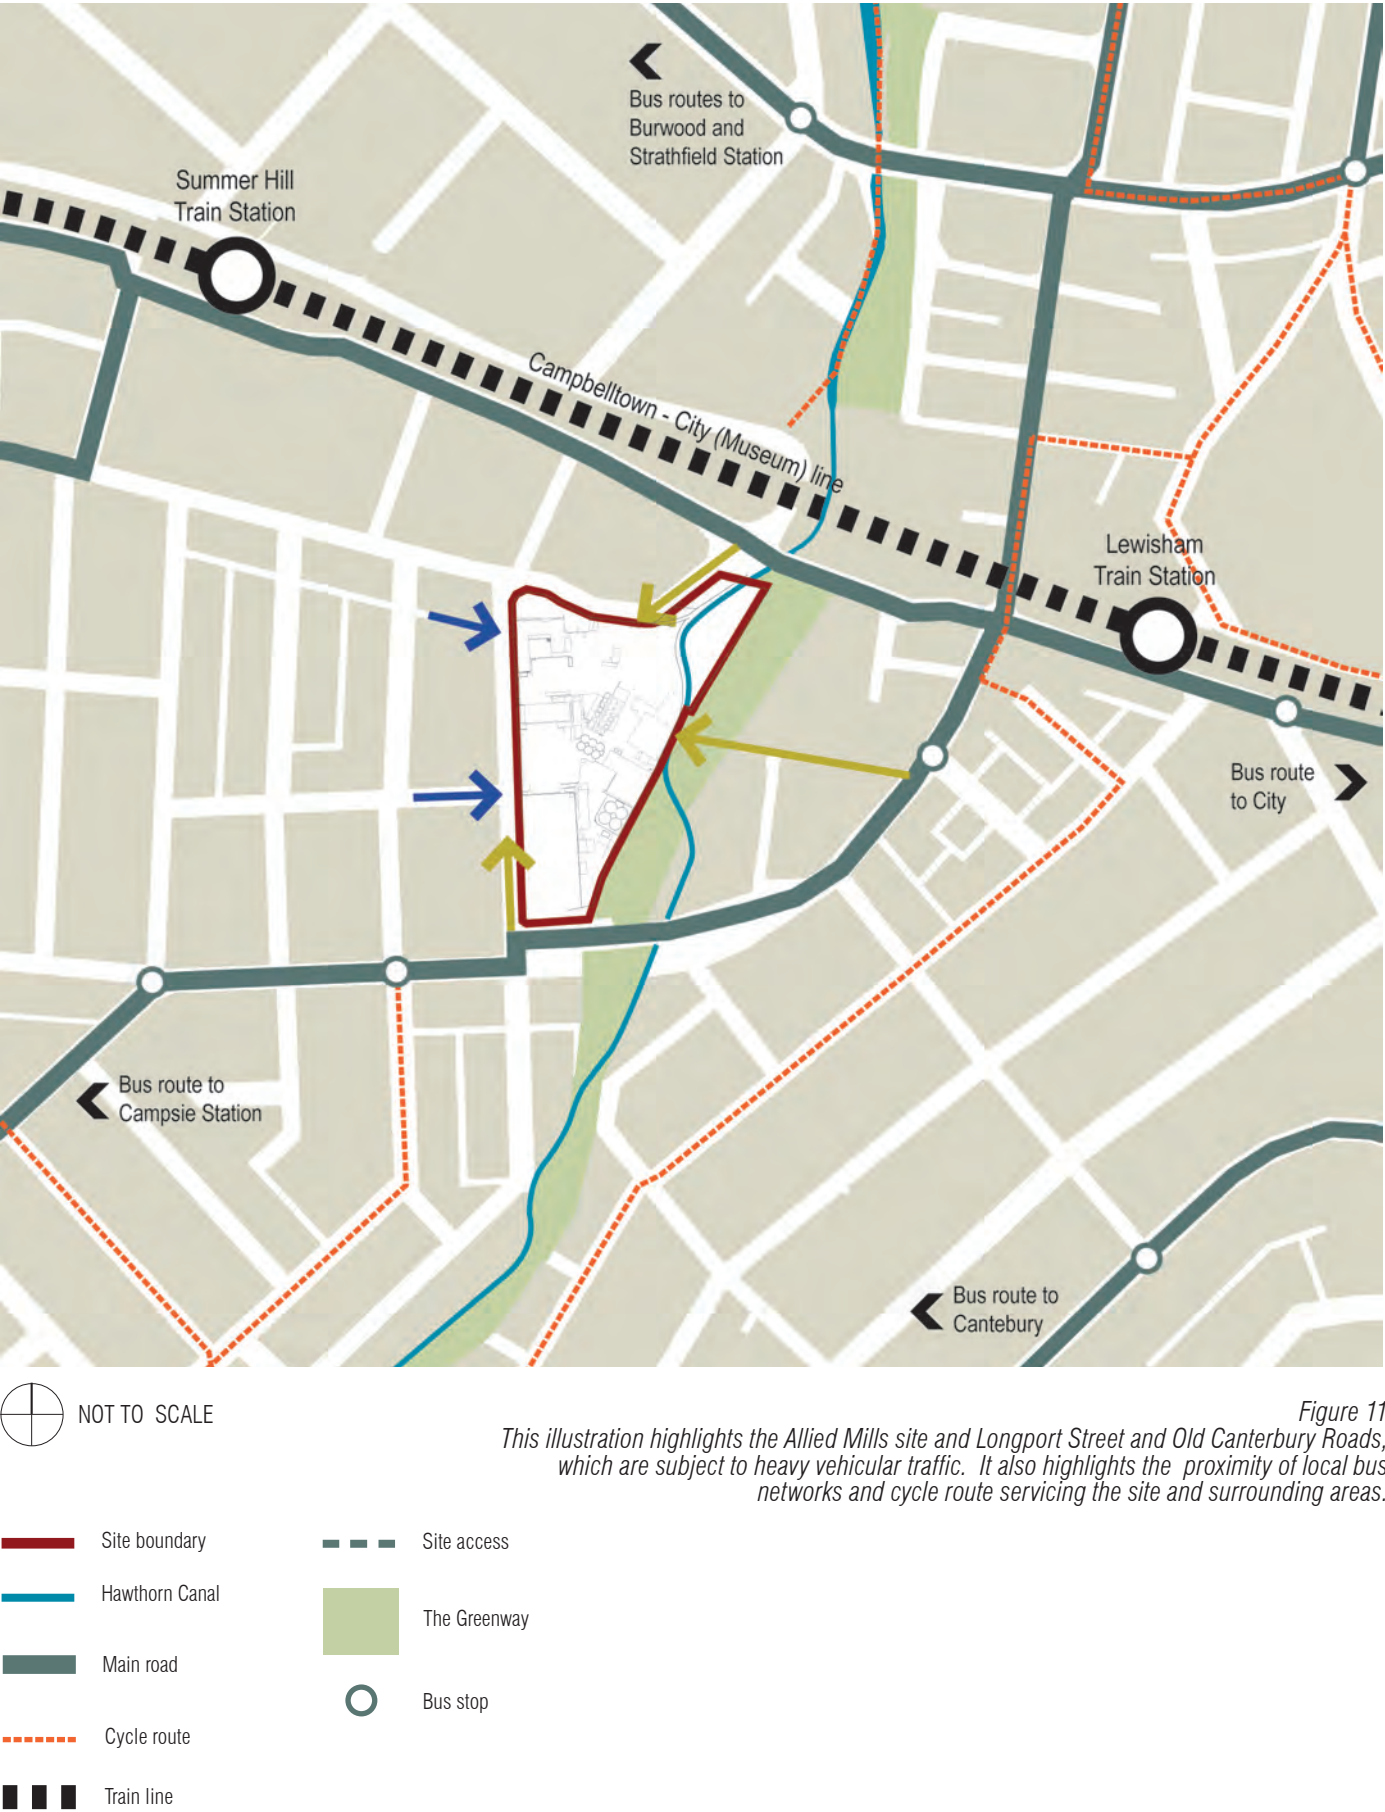 Bus routes to
Burwood and
Strathfield Station
Summer Hill
Train Station
Campbelltown - City (Museum) line
Lewisham
Train Station
Bus route
to City
Bus route to
Campsie Station
Bus route to
Cantebury
NOT TO SCALE
Figure 11
This illustration highlights the Allied Mills site and Longport Street and Old Canterbury Roads,
which are subject to heavy vehicular traffic. It also highlights the proximity of local bus
networks and cycle route servicing the site and surrounding areas.
Site boundary
Hawthorn Canal
Main road
Cycle route
Train line
Site access
The Greenway
Bus stop